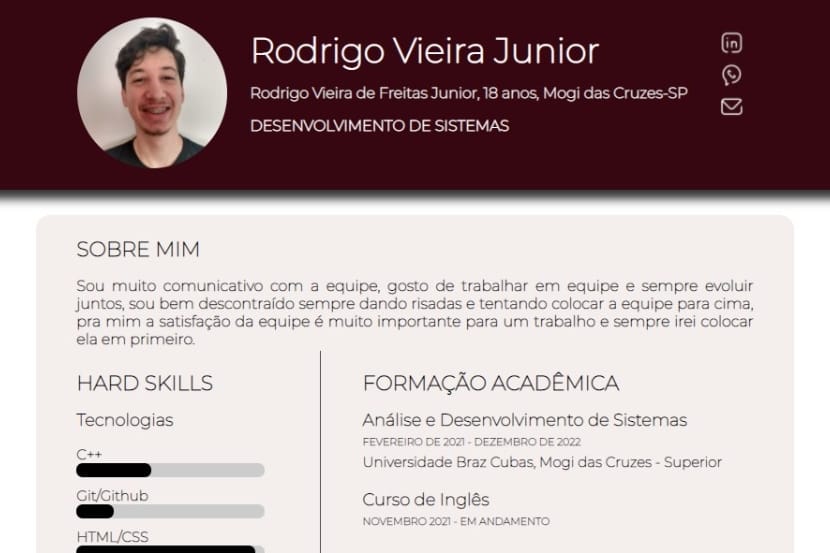 Rodrigo Vieira Junior
Rodrigo Vieira de Freitas Junior, 18 anos, Mogi das Cruzes-SP
DESENVOLVIMENTO DE SISTEMAS
in
SOBRE MIM
Sou muito comunicativo com a equipe, gosto de trabalhar em equipe e sempre evoluir
juntos, sou bem descontraído sempre dando risadas e tentando colocar a equipe para cima,
pra mim a satisfação da equipe é muito importante para um trabalho e sempre irei colocar
ela em primeiro.
HARD SKILLS
Tecnologias
C++
Git/Github
HTML/CSS
FORMAÇÃO ACADÊMICA
Análise e Desenvolvimento de Sistemas
FEVEREIRO DE 2021 - DEZEMBRO DE 2022
Universidade Braz Cubas, Mogi das Cruzes - Superior
Curso de Inglês
NOVEMBRO 2021 - EM ANDAMENTO